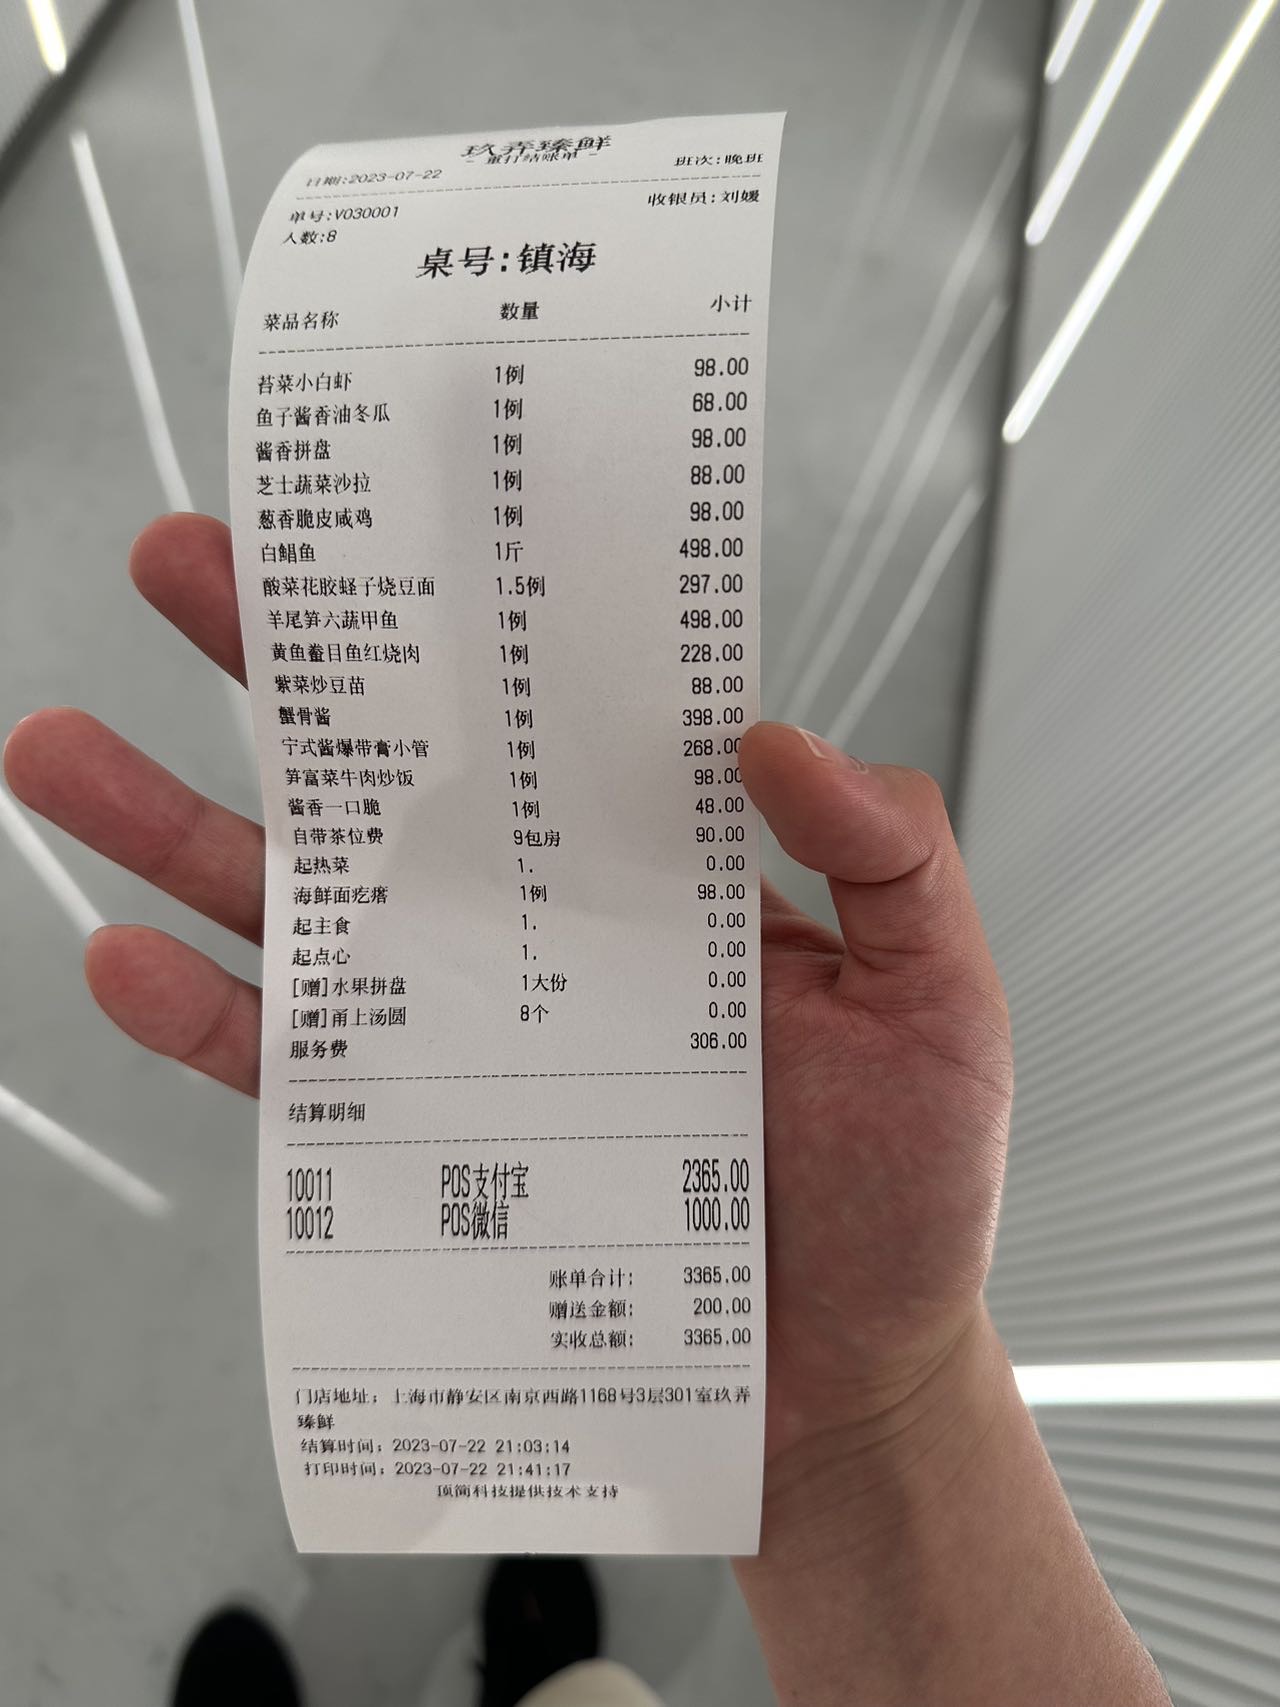 玖弄臻鲜
- 重打结账单 -
日期:2023-07-22 班次:晚班
单号:V030001 收银员:刘媛
人数:8
桌号:镇海
菜品名称 数量 小计
苔菜小白虾 1例 98.00
鱼子酱香油冬瓜 1例 68.00
酱香拼盘 1例 98.00
芝士蔬菜沙拉 1例 88.00
葱香脆皮咸鸡 1例 98.00
白鲳鱼 1斤 498.00
酸菜花胶蛏子烧豆面 1.5例 297.00
羊尾笋六蔬甲鱼 1例 498.00
黄鱼鲞目鱼红烧肉 1例 228.00
紫菜炒豆苗 1例 88.00
蟹骨酱 1例 398.00
宁式酱爆带膏小管 1例 268.00
笋富菜牛肉炒饭 1例 98.00
酱香一口脆 1例 48.00
自带茶位费 9包房 90.00
起热菜 1. 0.00
海鲜面疙瘩 1例 98.00
起主食 1. 0.00
起点心 1. 0.00
[赠]水果拼盘 1大份 0.00
[赠]甬上汤圆 8个 0.00
服务费 306.00
结算明细
10011 POS支付宝 2365.00
10012 POS微信 1000.00
账单合计: 3365.00
赠送金额: 200.00
实收总额: 3365.00
门店地址: 上海市静安区南京西路1168号3层301室玖弄
臻鲜
结算时间: 2023-07-22 21:03:14
打印时间: 2023-07-22 21:41:17
顶简科技提供技术支持